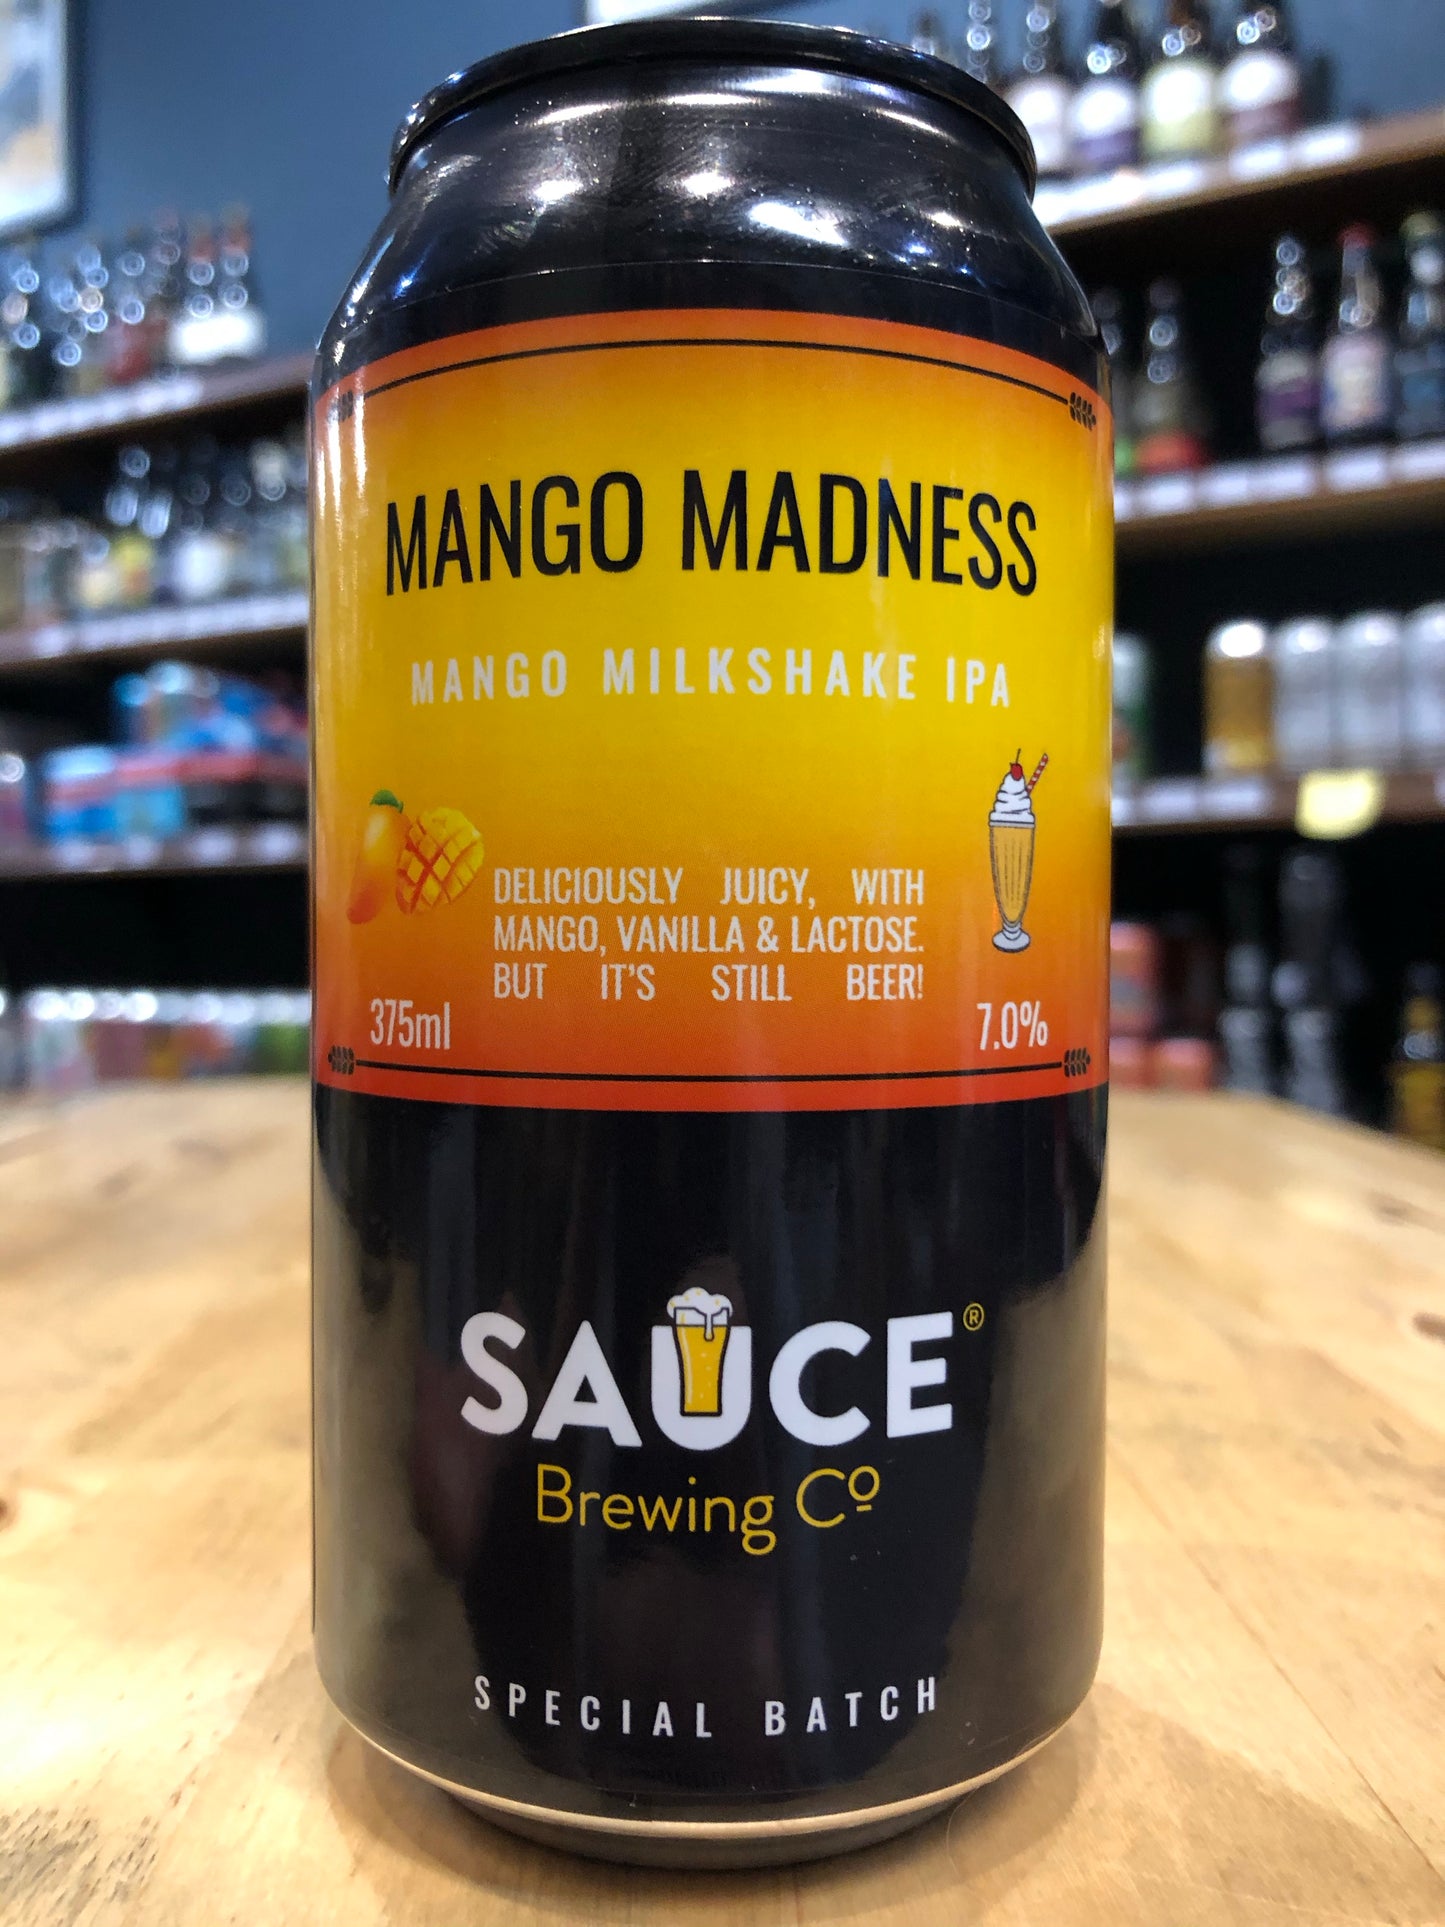 MANGO MADNESS
MANGO MILKSHAKE IPA
DELICIOUSLY JUICY, WITH
MANGO, VANILLA & LACTOSE.
BUT IT'S STILL BEER!
375ml
7.0%
SAUCE®
Brewing Cº
SPECIAL BATCH